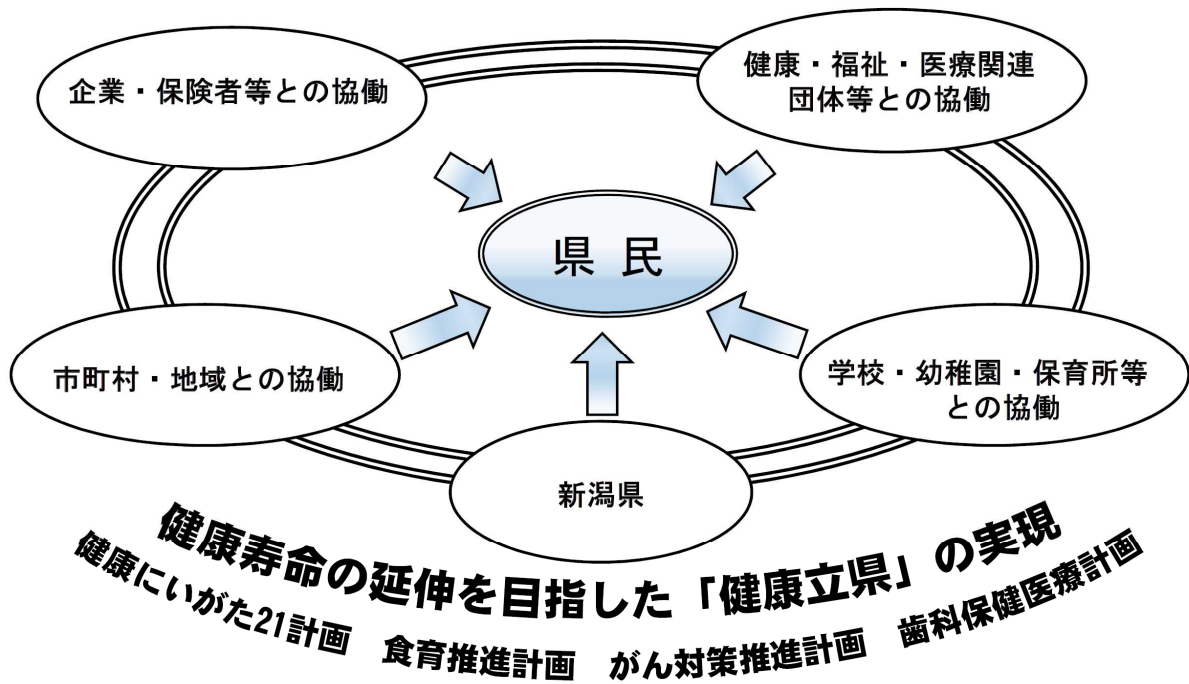 企業・保険者等との協働
健康・福祉・医療関連
団体等との協働
県民
市町村・地域との協働
学校・幼稚園・保育所等
との協働
新潟県
健康寿命の延伸を目指した「健康立県」の実現
健康にいがた21計画　食育推進計画　がん対策推進計画　歯科保健医療計画